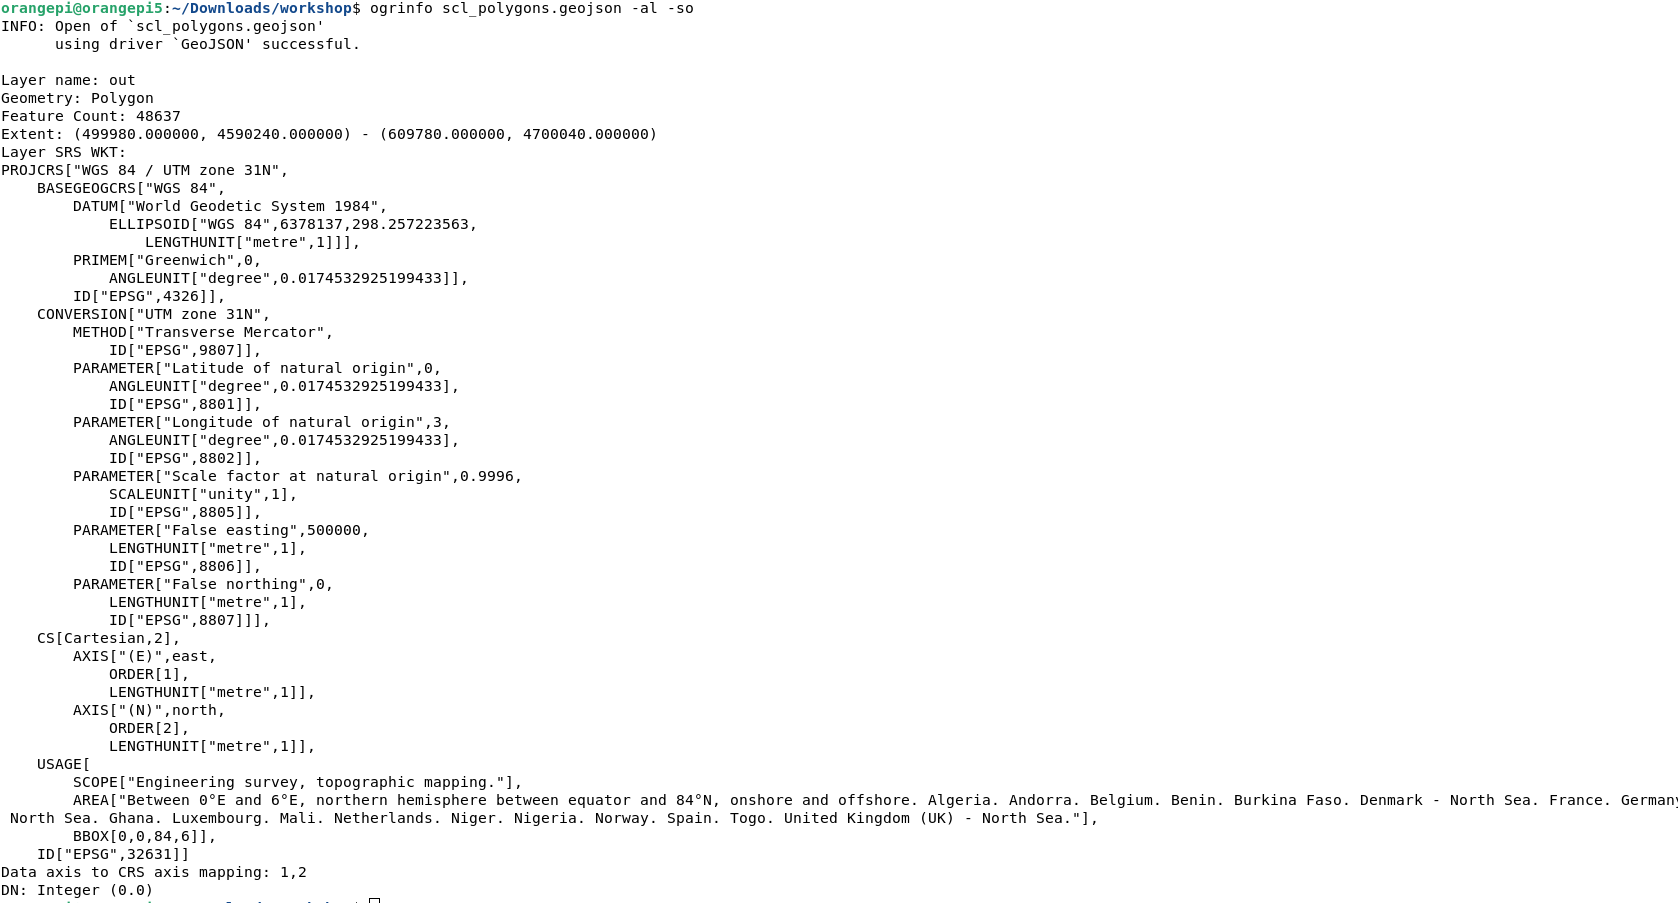 orangepi@orangepi5:~/Downloads/workshop$ ogrinfo scl_polygons.geojson -al -so
INFO: Open of `scl_polygons.geojson'
      using driver `GeoJSON' successful.

Layer name: out
Geometry: Polygon
Feature Count: 48637
Extent: (499980.000000, 4590240.000000) - (609780.000000, 4700040.000000)
Layer SRS WKT:
PROJCRS["WGS 84 / UTM zone 31N",
    BASEGEOGCRS["WGS 84",
        DATUM["World Geodetic System 1984",
            ELLIPSOID["WGS 84",6378137,298.257223563,
                LENGTHUNIT["metre",1]]],
        PRIMEM["Greenwich",0,
            ANGLEUNIT["degree",0.0174532925199433]],
        ID["EPSG",4326]],
    CONVERSION["UTM zone 31N",
        METHOD["Transverse Mercator",
            ID["EPSG",9807]],
        PARAMETER["Latitude of natural origin",0,
            ANGLEUNIT["degree",0.0174532925199433],
            ID["EPSG",8801]],
        PARAMETER["Longitude of natural origin",3,
            ANGLEUNIT["degree",0.0174532925199433],
            ID["EPSG",8802]],
        PARAMETER["Scale factor at natural origin",0.9996,
            SCALEUNIT["unity",1],
            ID["EPSG",8805]],
        PARAMETER["False easting",500000,
            LENGTHUNIT["metre",1],
            ID["EPSG",8806]],
        PARAMETER["False northing",0,
            LENGTHUNIT["metre",1],
            ID["EPSG",8807]]],
    CS[Cartesian,2],
        AXIS["(E)",east,
            ORDER[1],
            LENGTHUNIT["metre",1]],
        AXIS["(N)",north,
            ORDER[2],
            LENGTHUNIT["metre",1]],
    USAGE[
        SCOPE["Engineering survey, topographic mapping."],
        AREA["Between 0°E and 6°E, northern hemisphere between equator and 84°N, onshore and offshore. Algeria. Andorra. Belgium. Benin. Burkina Faso. Denmark - North Sea. France. Germany
 North Sea. Ghana. Luxembourg. Mali. Netherlands. Niger. Nigeria. Norway. Spain. Togo. United Kingdom (UK) - North Sea."],
        BBOX[0,0,84,6]],
    ID["EPSG",32631]]
Data axis to CRS axis mapping: 1,2
DN: Integer (0.0)